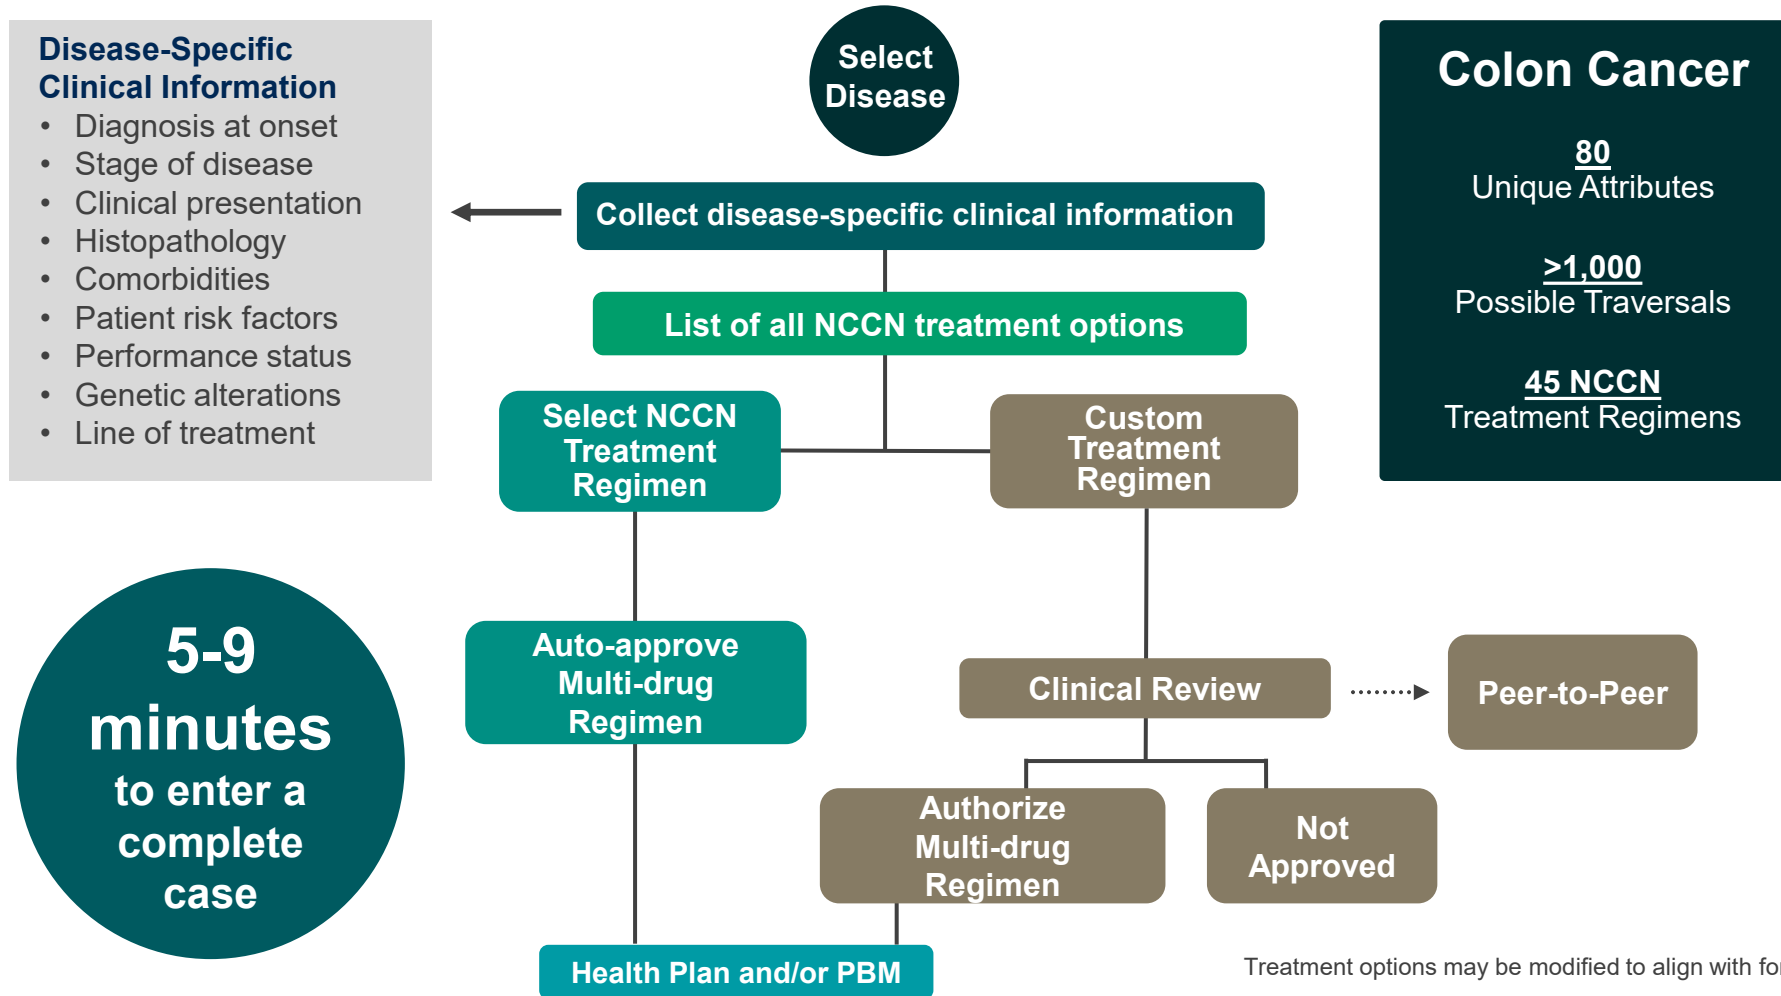 Disease-Specific
Clinical Information
• Diagnosis at onset
• Stage of disease
• Clinical presentation
• Histopathology
• Comorbidities
• Patient risk factors
• Performance status
• Genetic alterations
• Line of treatment
Select
Disease
Collect disease-specific clinical information
List of all NCCN treatment options
Select NCCN
Treatment
Regimen
Custom
Treatment
Regimen
Auto-approve
Multi-drug
Regimen
Clinical Review
Peer-to-Peer
Authorize
Multi-drug
Regimen
Not
Approved
Health Plan and/or PBM
Colon Cancer
80
Unique Attributes
>1,000
Possible Traversals
45 NCCN
Treatment Regimens
5-9
minutes
to enter a
complete
case
Treatment options may be modified to align with